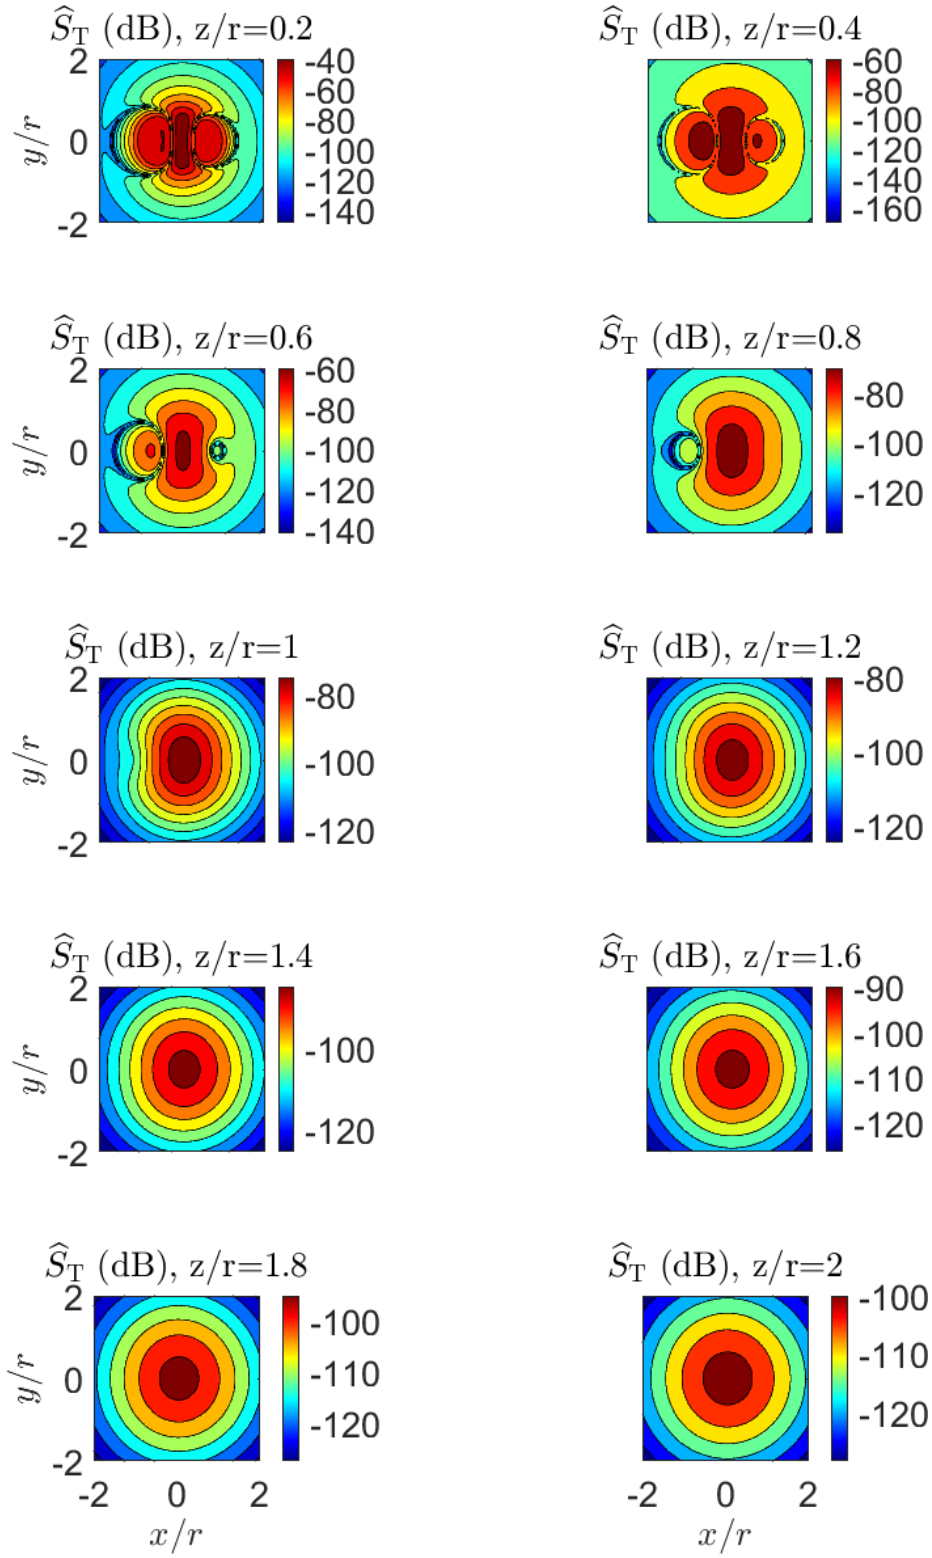 Ŝ_T (dB), z/r=0.2
Ŝ_T (dB), z/r=0.4
2
0
-2
y/r
-40
-60
-80
-100
-120
-140
-60
-80
-100
-120
-140
-160
Ŝ_T (dB), z/r=0.6
Ŝ_T (dB), z/r=0.8
2
0
-2
y/r
-60
-80
-100
-120
-140
-80
-100
-120
Ŝ_T (dB), z/r=1
Ŝ_T (dB), z/r=1.2
2
0
-2
y/r
-80
-100
-120
-80
-100
-120
Ŝ_T (dB), z/r=1.4
Ŝ_T (dB), z/r=1.6
2
0
-2
y/r
-100
-120
-90
-100
-110
-120
Ŝ_T (dB), z/r=1.8
Ŝ_T (dB), z/r=2
2
0
-2
y/r
-100
-110
-120
-100
-110
-120
-2 0 2
-2 0 2
x/r
x/r